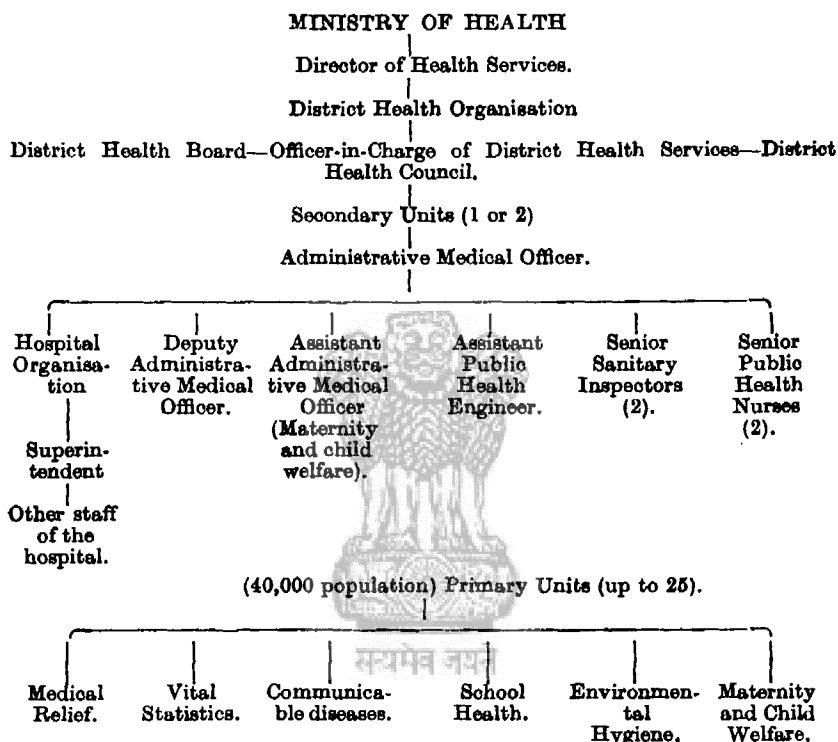 MINISTRY OF HEALTH
Director of Health Services.
District Health Organisation
District Health Board—Officer-in-Charge of District Health Services—District
Health Council.
Secondary Units (1 or 2)
Administrative Medical Officer.
Hospital
Organisa-
tion
Superin-
tendent
Other staff
of the
hospital.
Deputy
Administra-
tive Medical
Officer.
Assistant
Administra-
tive Medical
Officer
(Maternity
and child
welfare).
Assistant
Public
Health
Engineer.
Senior
Sanitary
Inspectors
(2).
Senior
Public
Health
Nurses
(2).
(40,000 population) Primary Units (up to 25).
सत्यमेव जयते
Medical
Relief.
Vital
Statistics.
Communica-
ble diseases.
School
Health.
Environmen-
tal
Hygiene.
Maternity
and Child
Welfare.